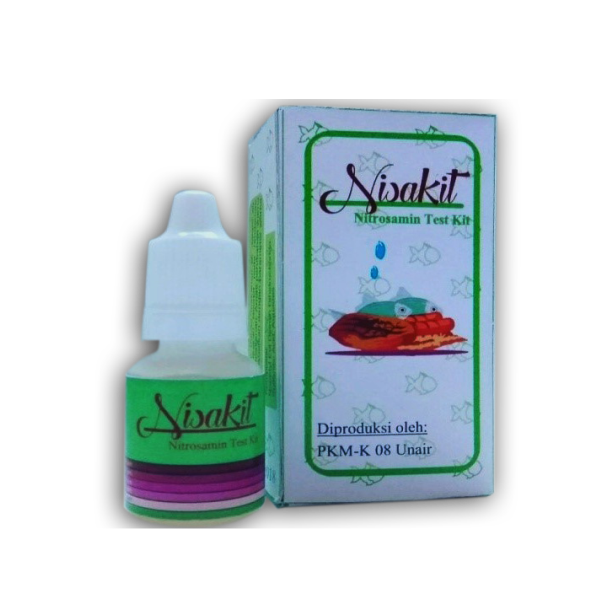 Nisakit
Nitrosamin Test Kit
Diproduksi oleh:
PKM-K 08 Unair
Nisakit
Nitrosamin Test Kit